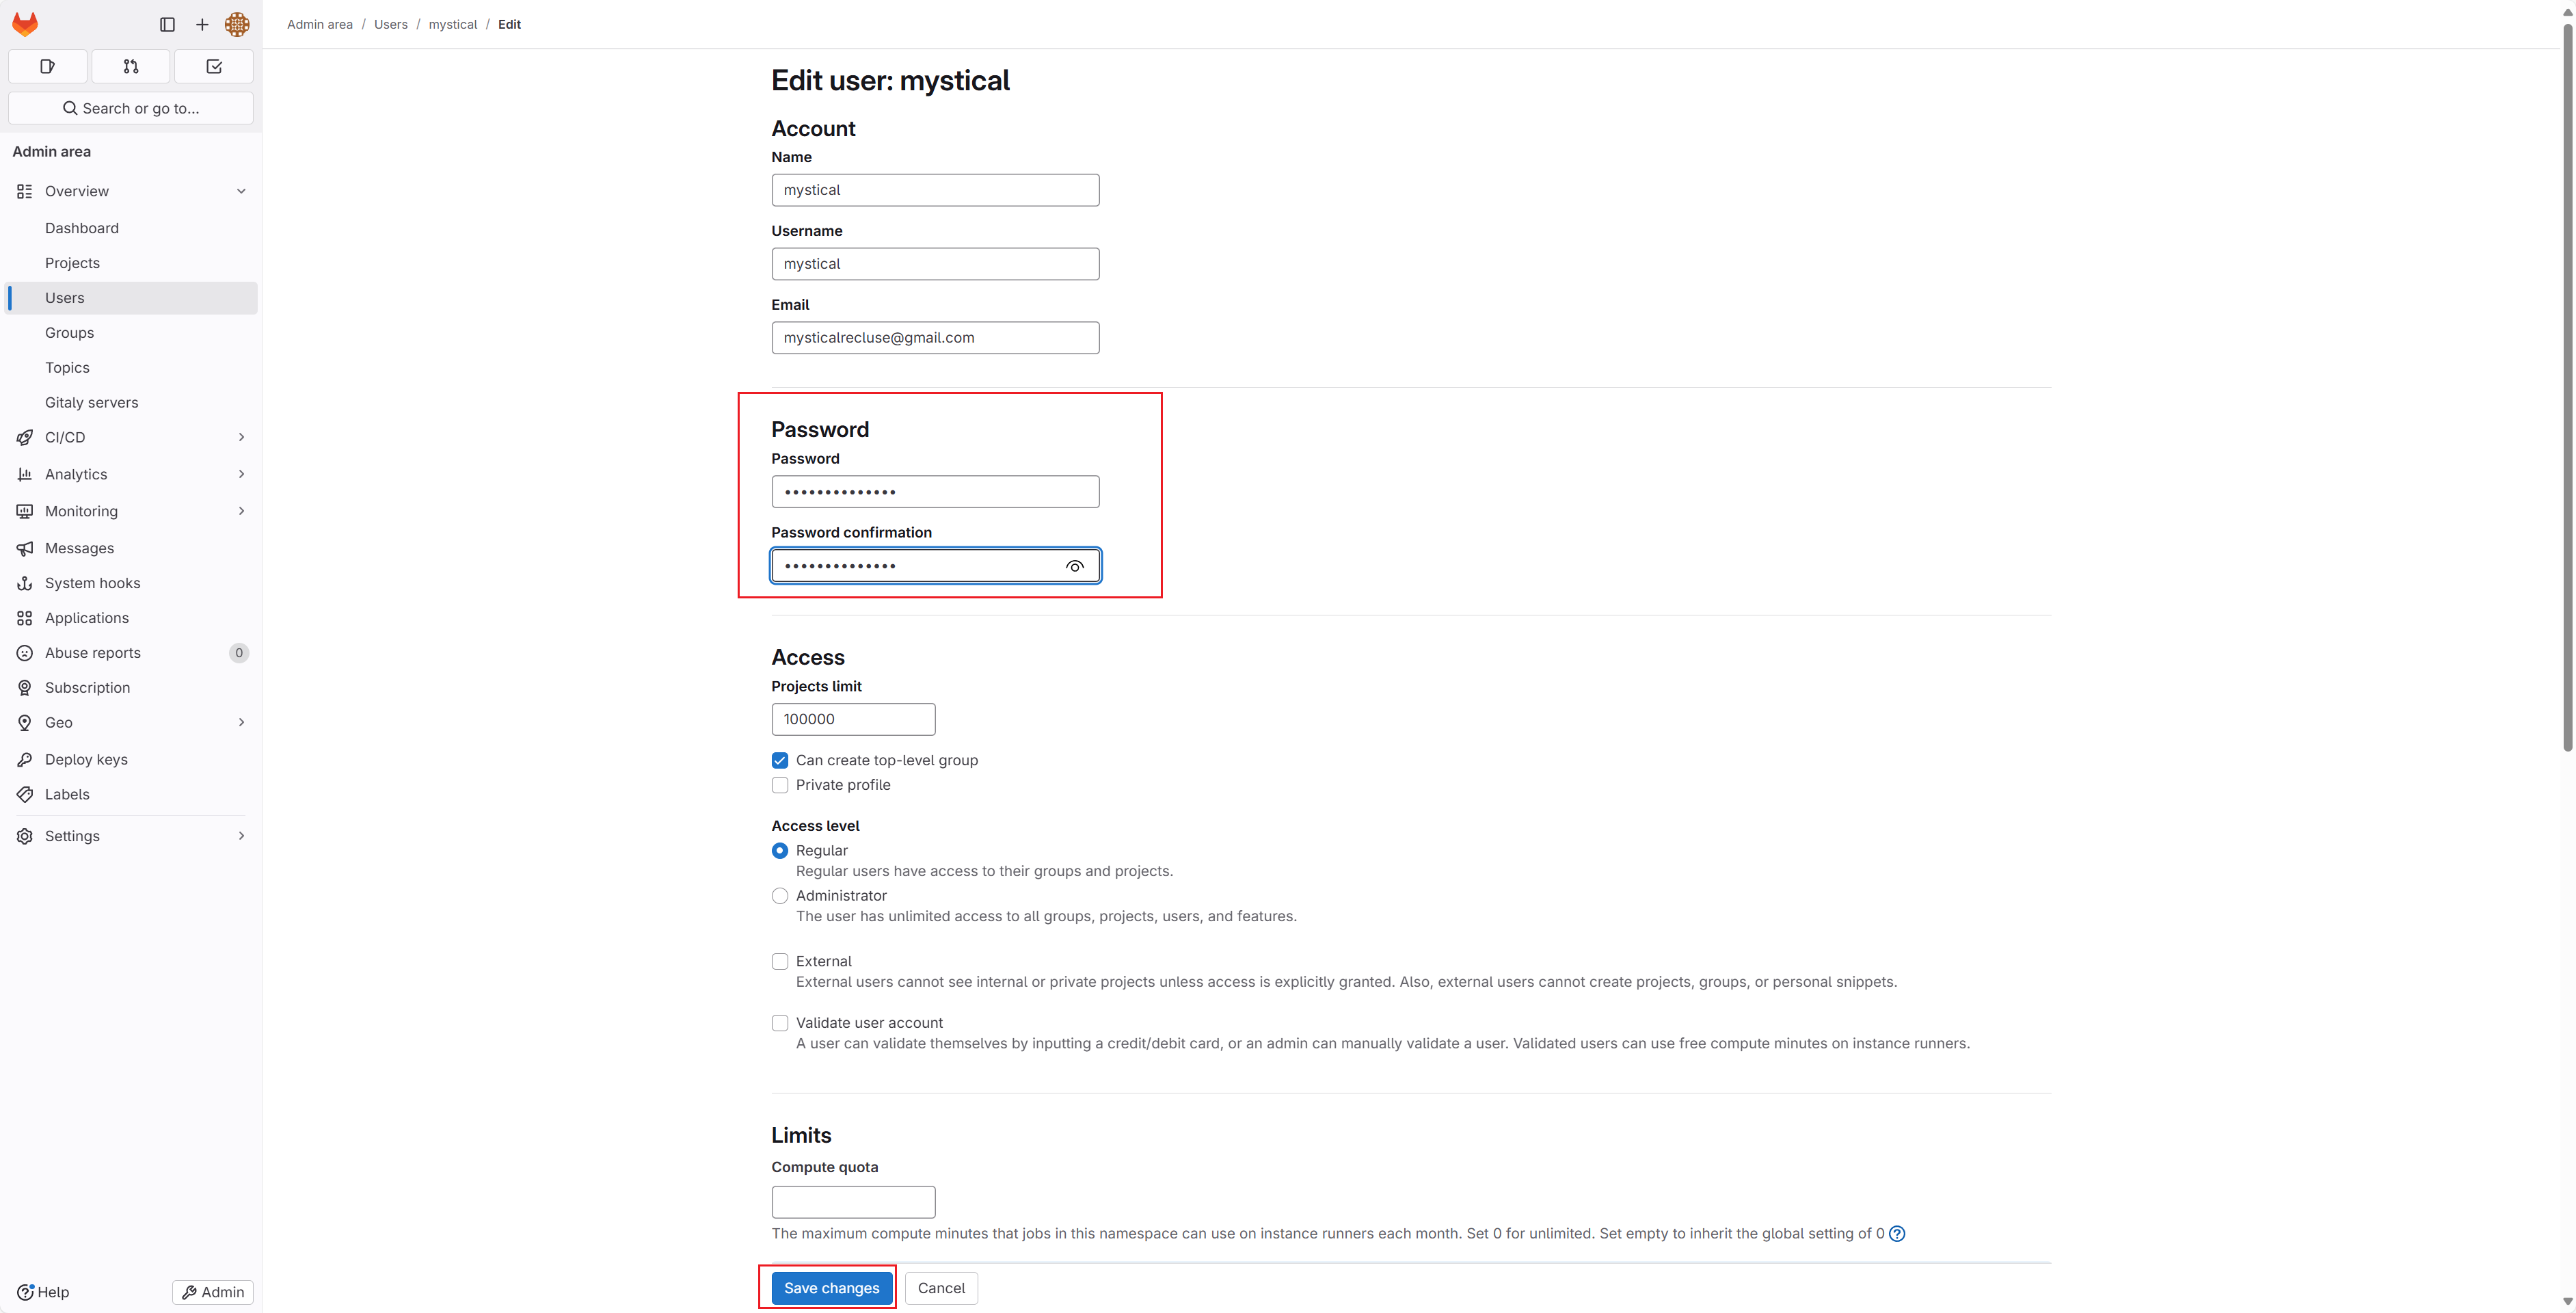 Admin area / Users / mystical / Edit
Search or go to...
Admin area
Overview
Dashboard
Projects
Users
Groups
Topics
Gitaly servers
CI/CD
Analytics
Monitoring
Messages
System hooks
Applications
Abuse reports 0
Subscription
Geo
Deploy keys
Labels
Settings
Help
Admin
Edit user: mystical
Account
Name
mystical
Username
mystical
Email
mysticalrecluse@gmail.com
Password
Password
••••••••••••••
Password confirmation
••••••••••••••
Access
Projects limit
100000
Can create top-level group
Private profile
Access level
Regular
Regular users have access to their groups and projects.
Administrator
The user has unlimited access to all groups, projects, users, and features.
External
External users cannot see internal or private projects unless access is explicitly granted. Also, external users cannot create projects, groups, or personal snippets.
Validate user account
A user can validate themselves by inputting a credit/debit card, or an admin can manually validate a user. Validated users can use free compute minutes on instance runners.
Limits
Compute quota
The maximum compute minutes that jobs in this namespace can use on instance runners each month. Set 0 for unlimited. Set empty to inherit the global setting of 0
Save changes
Cancel